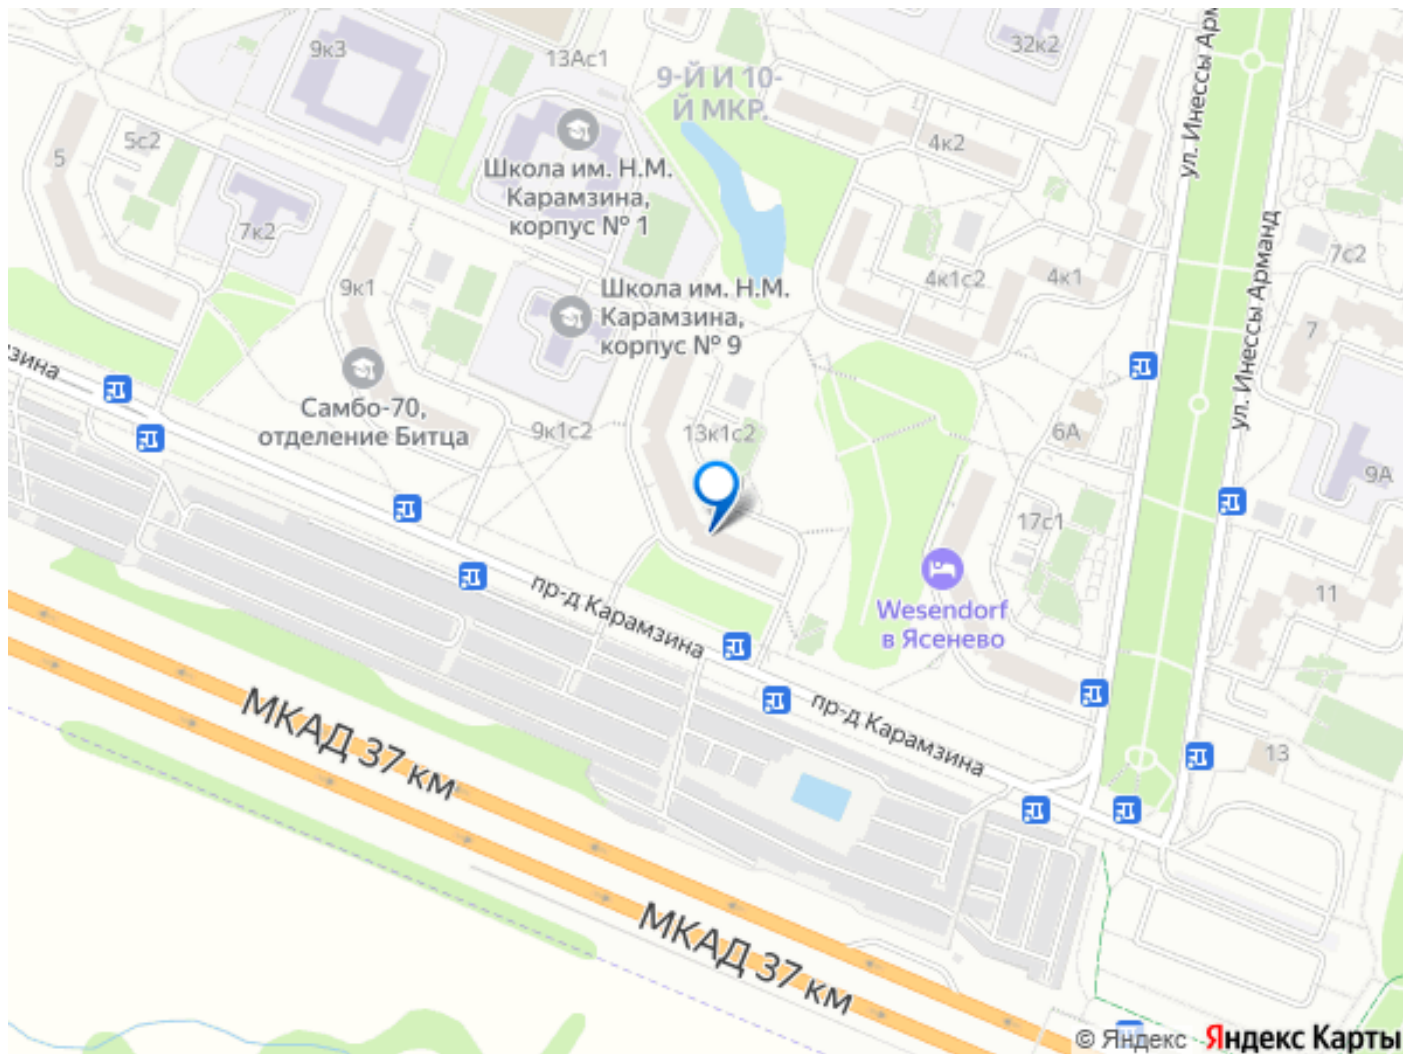 9к3
13Ас1
32к2
ул. Инессы Арм
9-Й И 10-
Й МКР.
5
5с2
4к2
Школа им. Н.М.
Карамзина,
корпус № 1
7к2
ул. Инессы Арманд
7с2
9к1
4к1с2
4к1
Школа им. Н.М.
Карамзина,
корпус № 9
7
зина
Самбо-70,
отделение Битца
9к1с2
13к1с2
6А
9А
17с1
пр-д Карамзина
Wesendorf
в Ясенево
11
МКАД 37 км
пр-д Карамзина
13
МКАД 37 км
© Яндекс Яндекс Карты